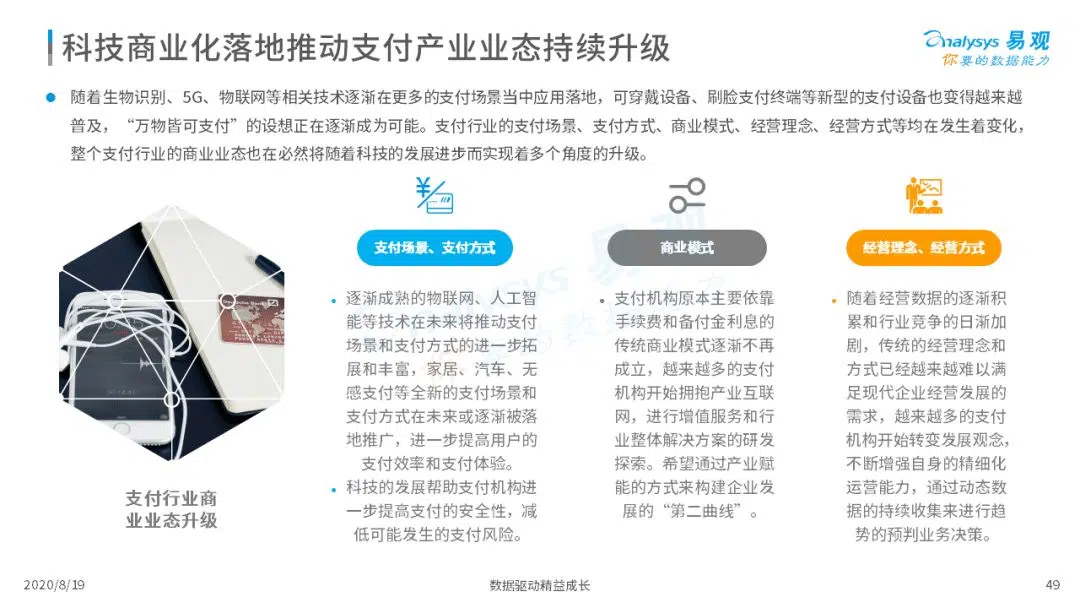 科技商业化落地推动支付产业业态持续升级
analysys 易观
你要的数据能力
随着生物识别、5G、物联网等相关技术逐渐在更多的支付场景当中应用落地，可穿戴设备、刷脸支付终端等新型的支付设备也变得越来越
普及，“万物皆可支付”的设想正在逐渐成为可能。支付行业的支付场景、支付方式、商业模式、经营理念、经营方式等均在发生着变化，
整个支付行业的商业业态也在必然将随着科技的发展进步而实现着多个角度的升级。
支付行业商
业业态升级
支付场景、支付方式
逐渐成熟的物联网、人工智
能等技术在未来将推动支付
场景和支付方式的进一步拓
展和丰富，家居、汽车、无
感支付等全新的支付场景和
支付方式在未来或逐渐被落
地推广，进一步提高用户的
支付效率和支付体验。
科技的发展帮助支付机构进
一步提高支付的安全性，减
低可能发生的支付风险。
商业模式
支付机构原本主要依靠
手续费和备付金利息的
传统商业模式逐渐不再
成立，越来越多的支付
机构开始拥抱产业互联
网，进行增值服务和行
业整体解决方案的研发
探索。希望通过产业赋
能的方式来构建企业发
展的“第二曲线”。
经营理念、经营方式
随着经营数据的逐渐积
累和行业竞争的日渐加
剧，传统的经营理念和
方式已经越来越难以满
足现代企业经营发展的
需求，越来越多的支付
机构开始转变发展观念，
不断增强自身的精细化
运营能力，通过动态数
据的持续收集来进行趋
势的预判业务决策。
2020/8/19
数据驱动精益成长
49